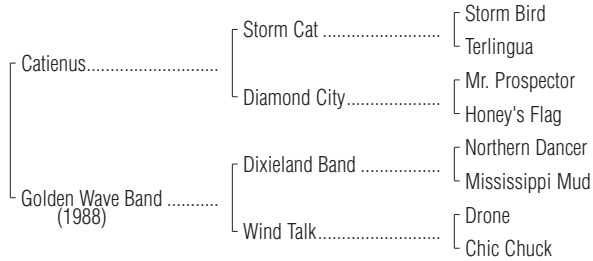 Storm Bird
Storm Cat ........................
Terlingua
Catienus...........................
Mr. Prospector
Diamond City...................
Honey's Flag
Northern Dancer
Dixieland Band ................
Mississippi Mud
Golden Wave Band ...........
(1988)
Drone
Wind Talk.........................
Chic Chuck